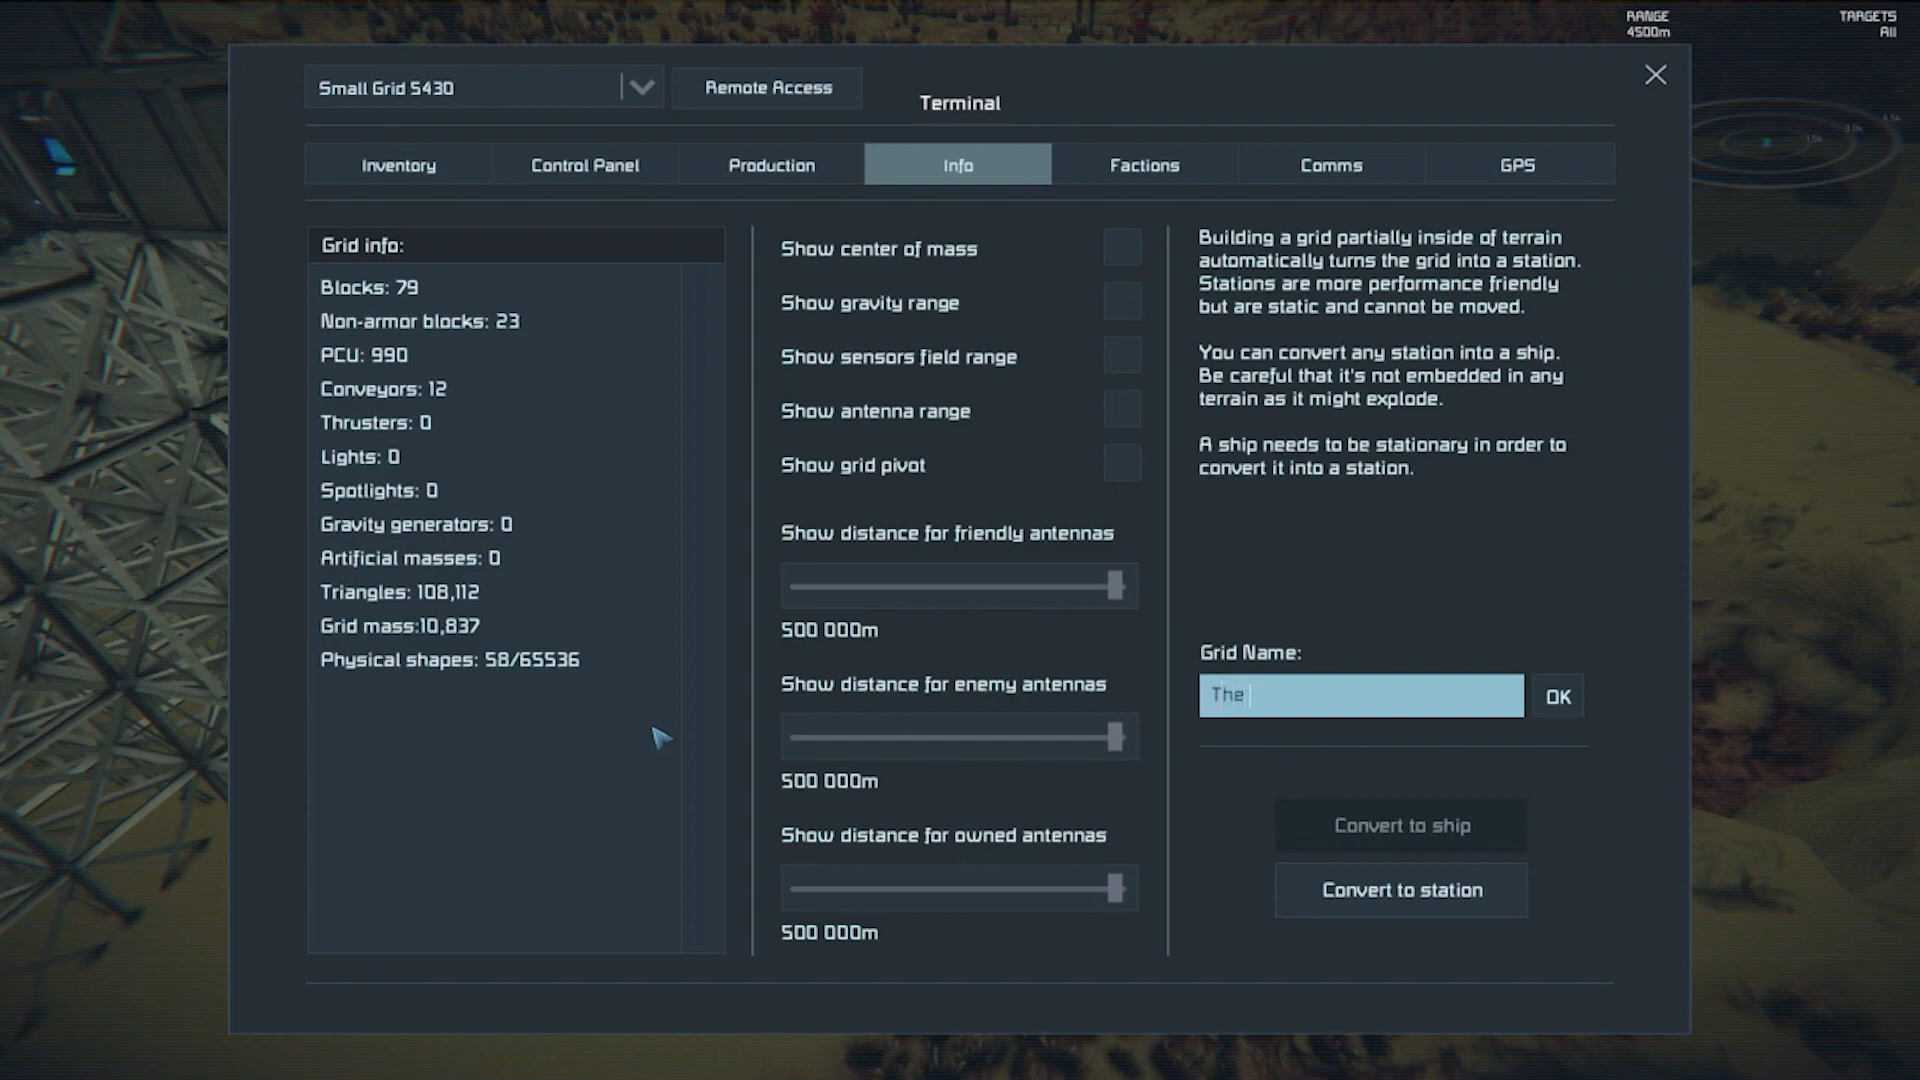 RANGE
4500m
TARGETS
All
Small Grid 5430
Remote Access
Terminal
Inventory
Control Panel
Production
Info
Factions
Comms
GPS
Grid info:
Blocks: 79
Non-armor blocks: 23
PCU: 990
Conveyors: 12
Thrusters: 0
Lights: 0
Spotlights: 0
Gravity generators: 0
Artificial masses: 0
Triangles: 108,112
Grid mass:10,837
Physical shapes: 58/65536
Show center of mass
Show gravity range
Show sensors field range
Show antenna range
Show grid pivot
Show distance for friendly antennas
500 000m
Show distance for enemy antennas
500 000m
Show distance for owned antennas
500 000m
Building a grid partially inside of terrain
automatically turns the grid into a station.
Stations are more performance friendly
but are static and cannot be moved.
You can convert any station into a ship.
Be careful that it's not embedded in any
terrain as it might explode.
A ship needs to be stationary in order to
convert it into a station.
Grid Name:
The
OK
Convert to ship
Convert to station
1.5k
3.0k
4.5k